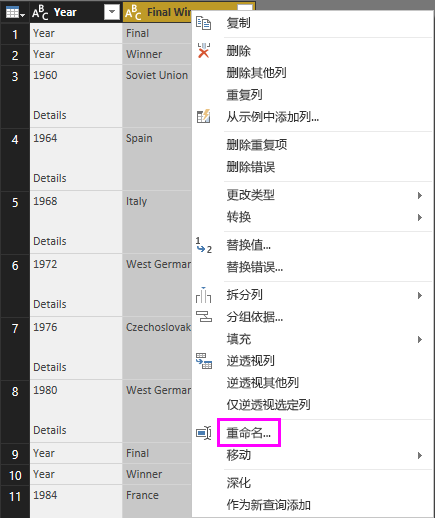 ABC Year ABC Final Win
1 Year Final
2 Year Winner
3 1960 Soviet Union
Details
4 1964 Spain
Details
5 1968 Italy
Details
6 1972 West German
Details
7 1976 Czechoslovak
Details
8 1980 West German
Details
9 Year Final
10 Year Winner
11 1984 France
复制
删除
删除其他列
重复列
从示例中添加列...
删除重复项
删除错误
更改类型
转换
1 2 替换值...
替换错误...
拆分列
分组依据...
填充
逆透视列
逆透视其他列
仅逆透视选定列
重命名...
移动
深化
作为新查询添加